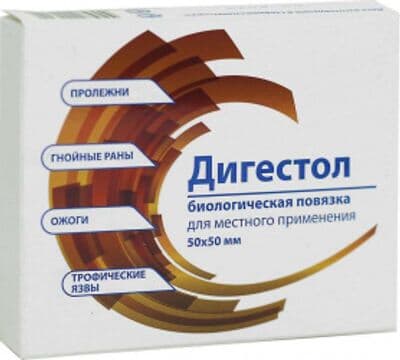 ПРОЛЕЖНИ
ГНОЙНЫЕ РАНЫ
ОЖОГИ
ТРОФИЧЕСКИЕ
ЯЗВЫ
Дигестол
биологическая повязка
для местного применения
50х50 мм